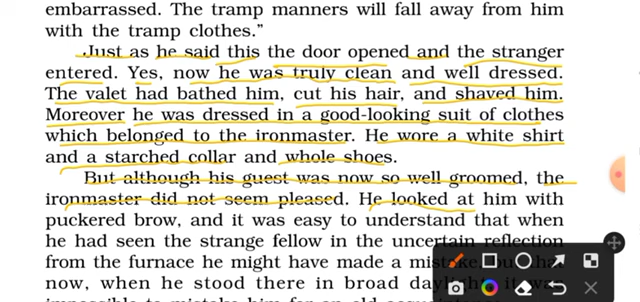 embarrassed. The tramp manners will fall away from him
with the tramp clothes."
Just as he said this the door opened and the stranger
entered. Yes, now he was truly clean and well dressed.
The valet had bathed him, cut his hair, and shaved him.
Moreover he was dressed in a good-looking suit of clothes
which belonged to the ironmaster. He wore a white shirt
and a starched collar and whole shoes.
But although his guest was now so well groomed, the
ironmaster did not seem pleased. He looked at him with
puckered brow, and it was easy to understand that when
he had seen the strange fellow in the uncertain reflection
from the furnace he might have made a
now, when he stood there in broad